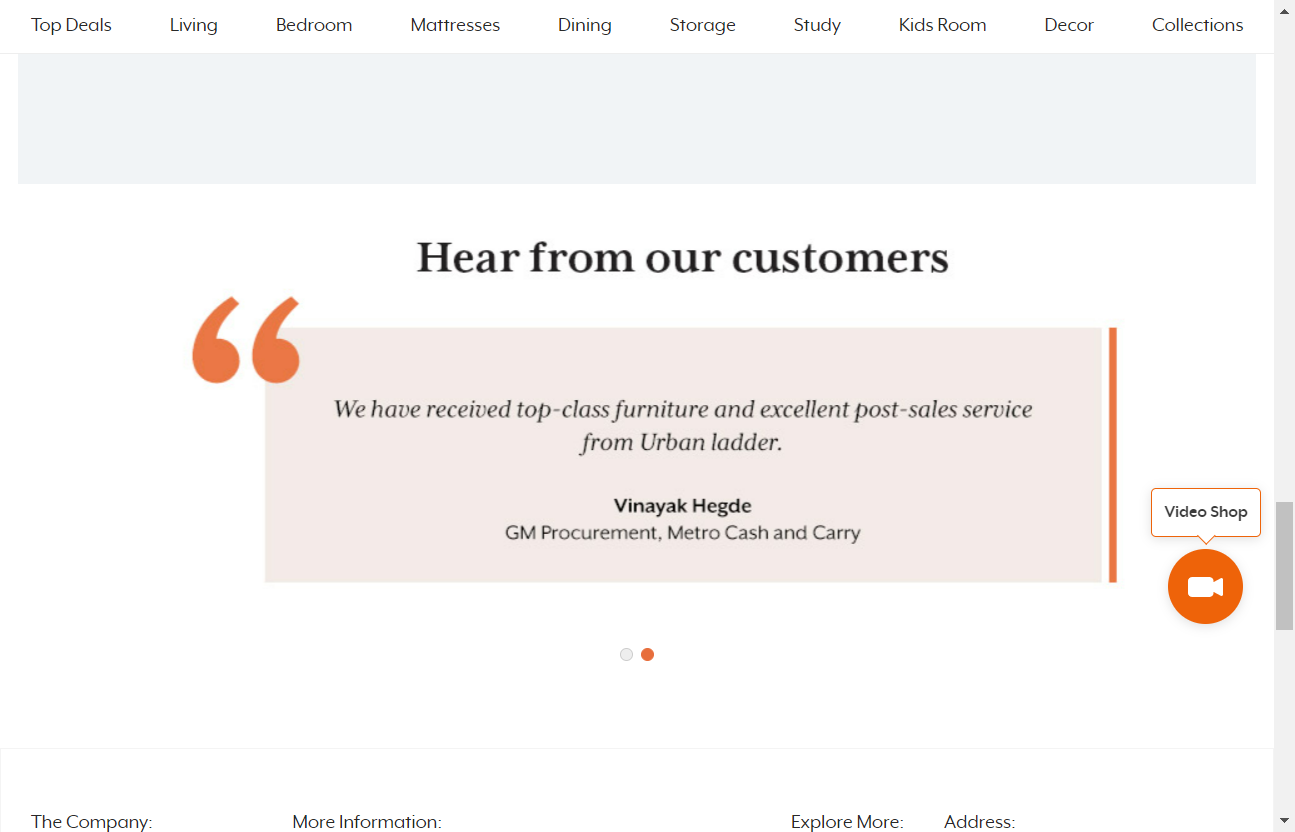 Top Deals Living Bedroom Mattresses Dining Storage Study Kids Room Decor Collections
Hear from our customers
“
We have received top-class furniture and excellent post-sales service
from Urban ladder.
Vinayak Hegde
GM Procurement, Metro Cash and Carry
Video Shop
The Company: More Information: Explore More: Address: